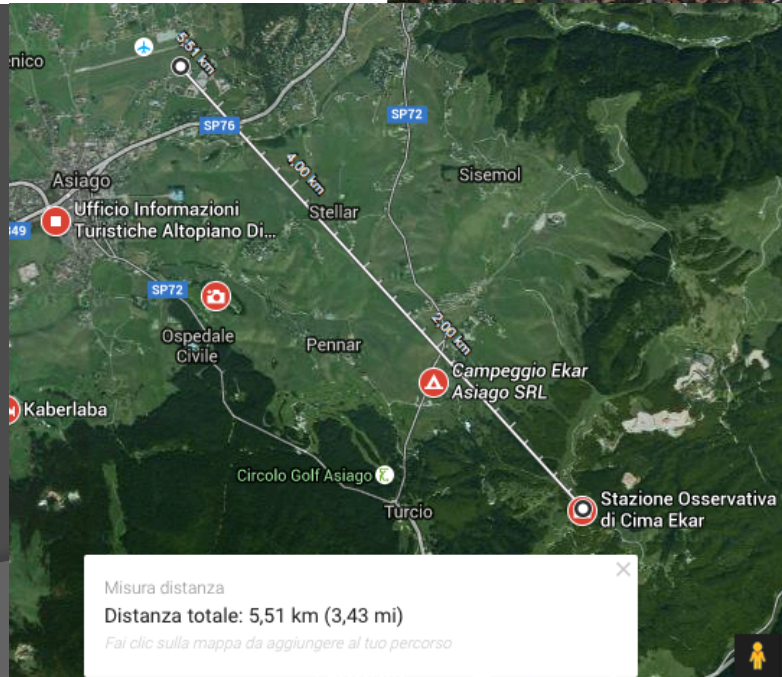 enico
5,51 km
SP76
SP72
4,00 km
Sisemol
Asiago
Ufficio Informazioni
Turistiche Altopiano Di...
Stellar
349
SP72
2,00 km
Ospedale
Civile
Pennar
Campeggio Ekar
Asiago SRL
Kaberlaba
Circolo Golf Asiago
Turcio
Stazione Osservativa
di Cima Ekar
Misura distanza
Distanza totale: 5,51 km (3,43 mi)
Fai clic sulla mappa da aggiungere al tuo percorso